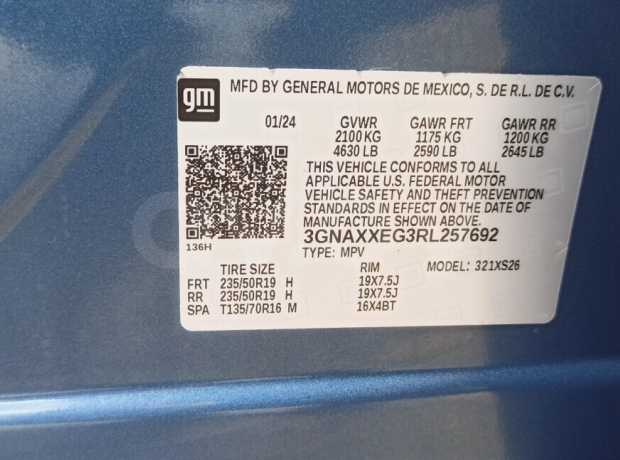 gm
MFD BY GENERAL MOTORS DE MEXICO, S. DE R.L. DE C.V.
01/24 GVWR GAWR FRT GAWR RR
2100 KG 1175 KG 1200 KG
4630 LB 2590 LB 2645 LB
THIS VEHICLE CONFORMS TO ALL
APPLICABLE U.S. FEDERAL MOTOR
VEHICLE SAFETY AND THEFT PREVENTION
STANDARDS IN EFFECT ON THE DATE OF
MANUFACTURE SHOWN ABOVE.
3GNAXXEG3RL257692
136H
TYPE: MPV MODEL: 321XS26
TIRE SIZE RIM
FRT 235/50R19 H 19X7.5J
RR 235/50R19 H 19X7.5J
SPA T135/70R16 M 16X4BT